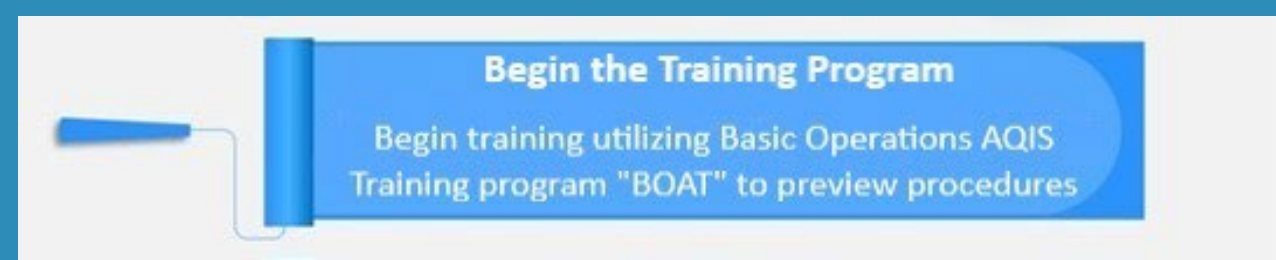 Begin the Training Program
Begin training utilizing Basic Operations AQIS
Training program "BOAT" to preview procedures